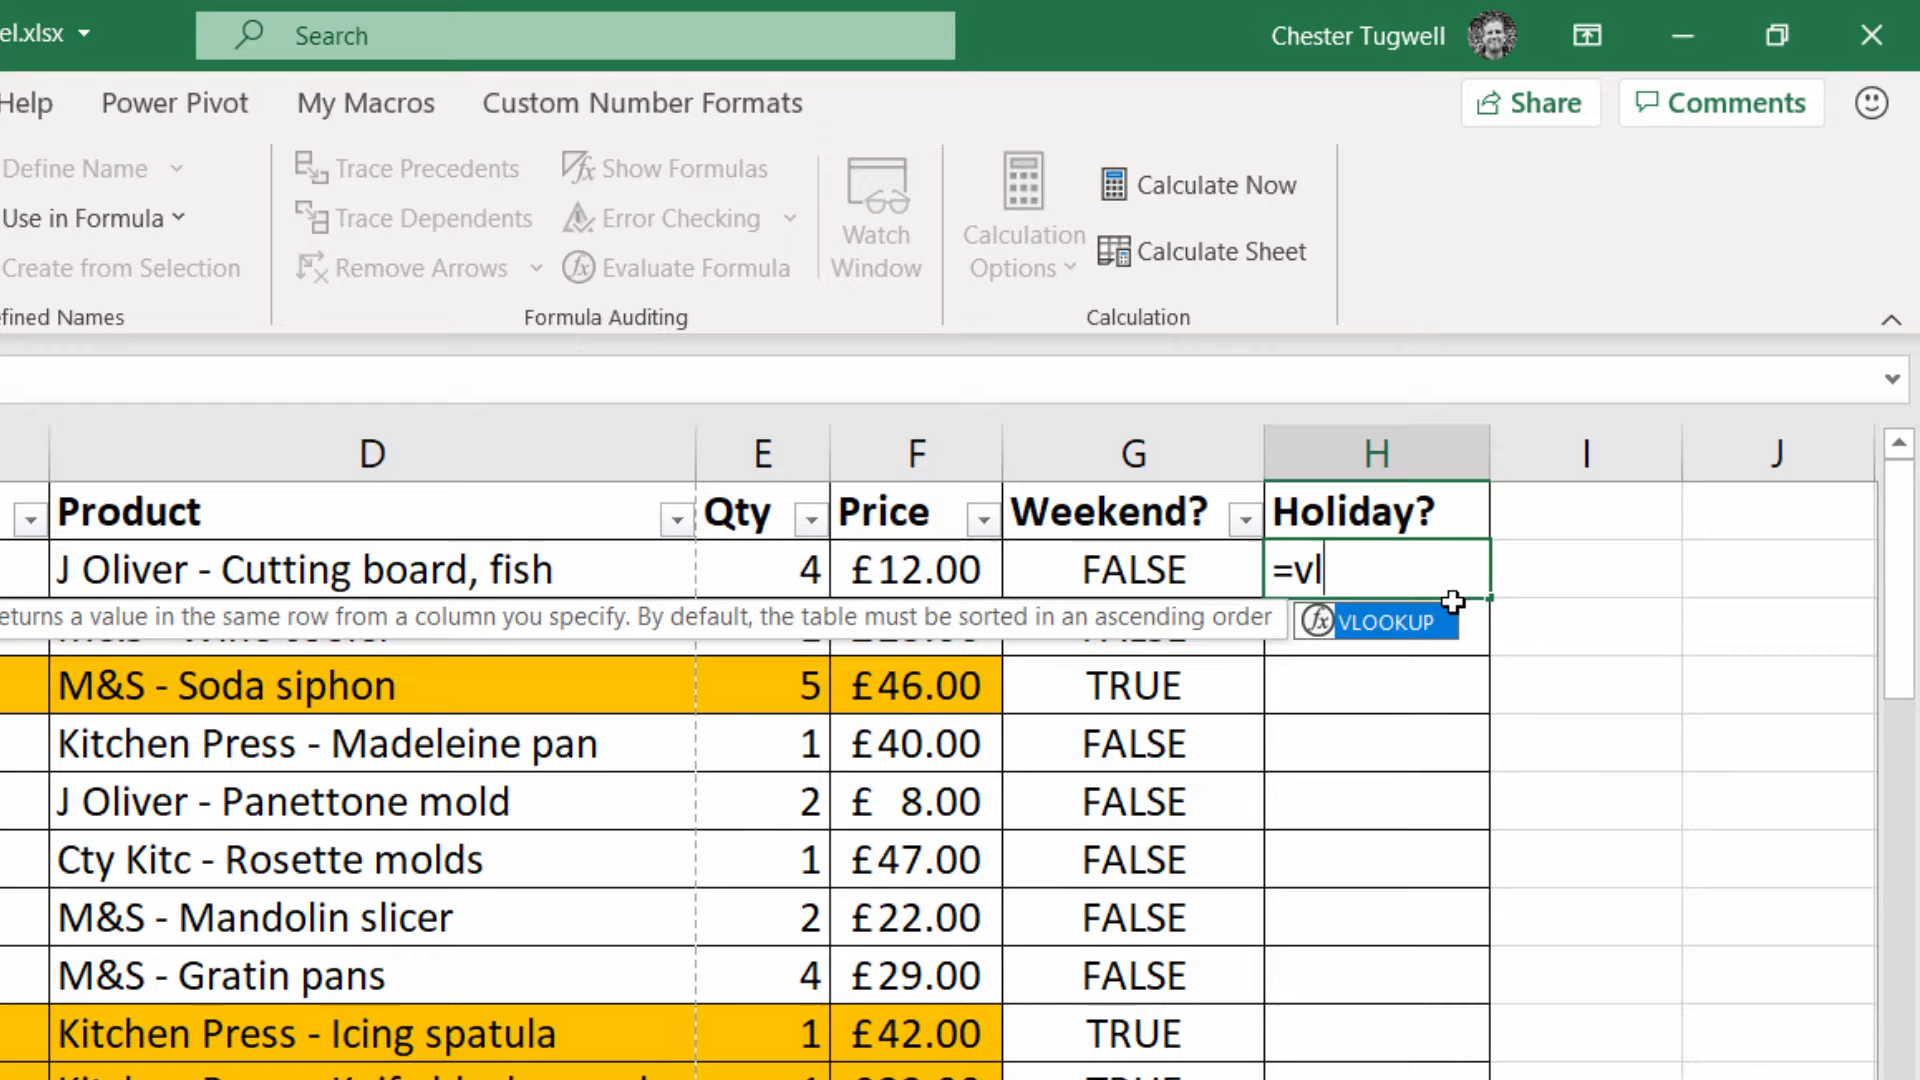 el.xlsx
Search
Chester Tugwell
Help Power Pivot My Macros Custom Number Formats
Share Comments
Define Name
Use in Formula
Create from Selection
efined Names
Trace Precedents
Trace Dependents
Remove Arrows
Show Formulas
Error Checking
Evaluate Formula
Formula Auditing
Watch
Window
Calculation
Options
Calculate Now
Calculate Sheet
Calculation
D E F G H I J
Product Qty Price Weekend? Holiday?
J Oliver - Cutting board, fish 4 £12.00 FALSE =vl
eturns a value in the same row from a column you specify. By default, the table must be sorted in an ascending order
fx VLOOKUP
M&S - Soda siphon 5 £46.00 TRUE
Kitchen Press - Madeleine pan 1 £40.00 FALSE
J Oliver - Panettone mold 2 £ 8.00 FALSE
Cty Kitc - Rosette molds 1 £47.00 FALSE
M&S - Mandolin slicer 2 £22.00 FALSE
M&S - Gratin pans 4 £29.00 FALSE
Kitchen Press - Icing spatula 1 £42.00 TRUE